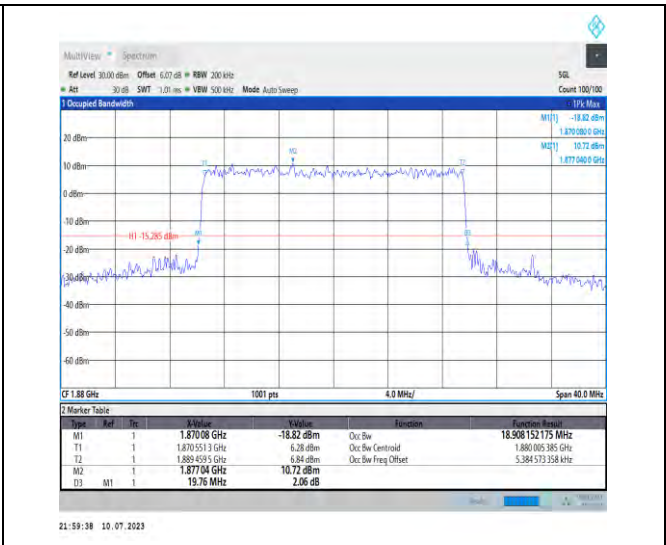 MultiView Spectrum
Ref Level 30.00 dBm Offset 6.07 dB RBW 200 kHz SGL
Att 30 dB SWT 1.01 ms VBW 500 kHz Mode Auto Sweep Count 100/100
1 Occupied Bandwidth 1Pk Max
M1[1] -18.82 dBm
1.870 080 0 GHz
M2[1] 10.72 dBm
1.877 040 0 GHz
20 dBm
M2
10 dBm
T1 T2
0 dBm
-10 dBm
H1 -15.285 dBm
M1
-20 dBm
-30 dBm
-40 dBm
-50 dBm
-60 dBm
CF 1.88 GHz 1001 pts 4.0 MHz/ Span 40.0 MHz
2 Marker Table
Type Ref Trc X-Value Y-Value Function Function Result
M1 1 1.87008 GHz -18.82 dBm Occ Bw 18.908 152 175 MHz
T1 1 1.870 551 3 GHz 6.28 dBm Occ Bw Centroid 1.880 005 385 GHz
T2 1 1.889 459 5 GHz 6.84 dBm Occ Bw Freq Offset 5.384 573 358 kHz
M2 1 1.87704 GHz 10.72 dBm
D3 M1 1 19.76 MHz 2.06 dB
21:59:38 10.07.2023